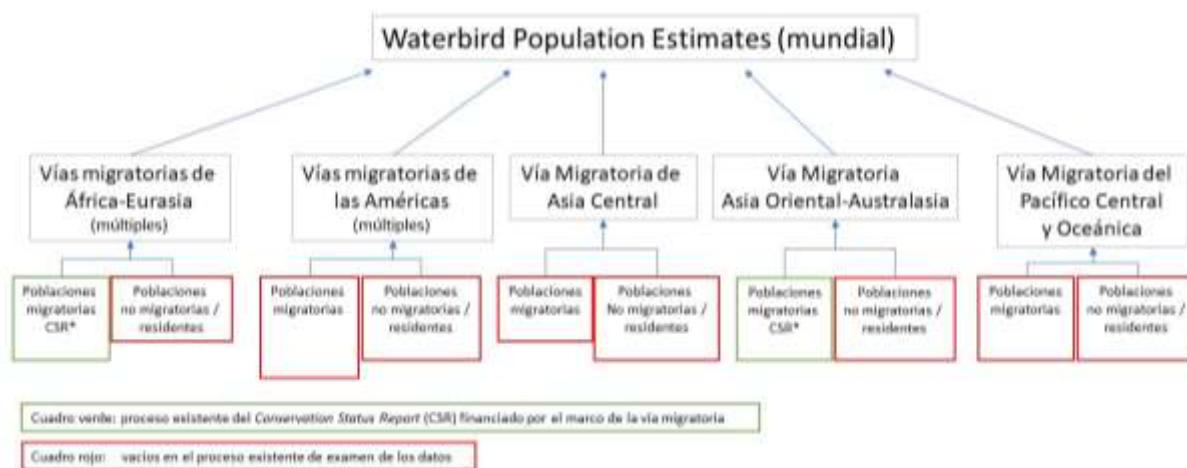 Waterbird Population Estimates (mundial)
Vías migratorias de
África-Eurasia
(múltiples)
Vías migratorias de
las Américas
(múltiples)
Vía Migratoria de
Asia Central
Vía Migratoria
Asia Oriental-Australasia
Vía Migratoria del
Pacífico Central
y Oceánica
Poblaciones
migratorias
CSR*
Poblaciones
no migratorias /
residentes
Poblaciones
migratorias
Poblaciones
no migratorias /
residentes
Poblaciones
migratorias
Poblaciones
No migratorias /
residentes
Poblaciones
migratorias
CSR*
Poblaciones
no migratorias /
residentes
Poblaciones
migratorias
Poblaciones
no migratorias /
residentes
Cuadro verde: proceso existente del Conservation Status Report (CSR) financiado por el marco de la vía migratoria
Cuadro rojo: vacíos en el proceso existente de examen de los datos